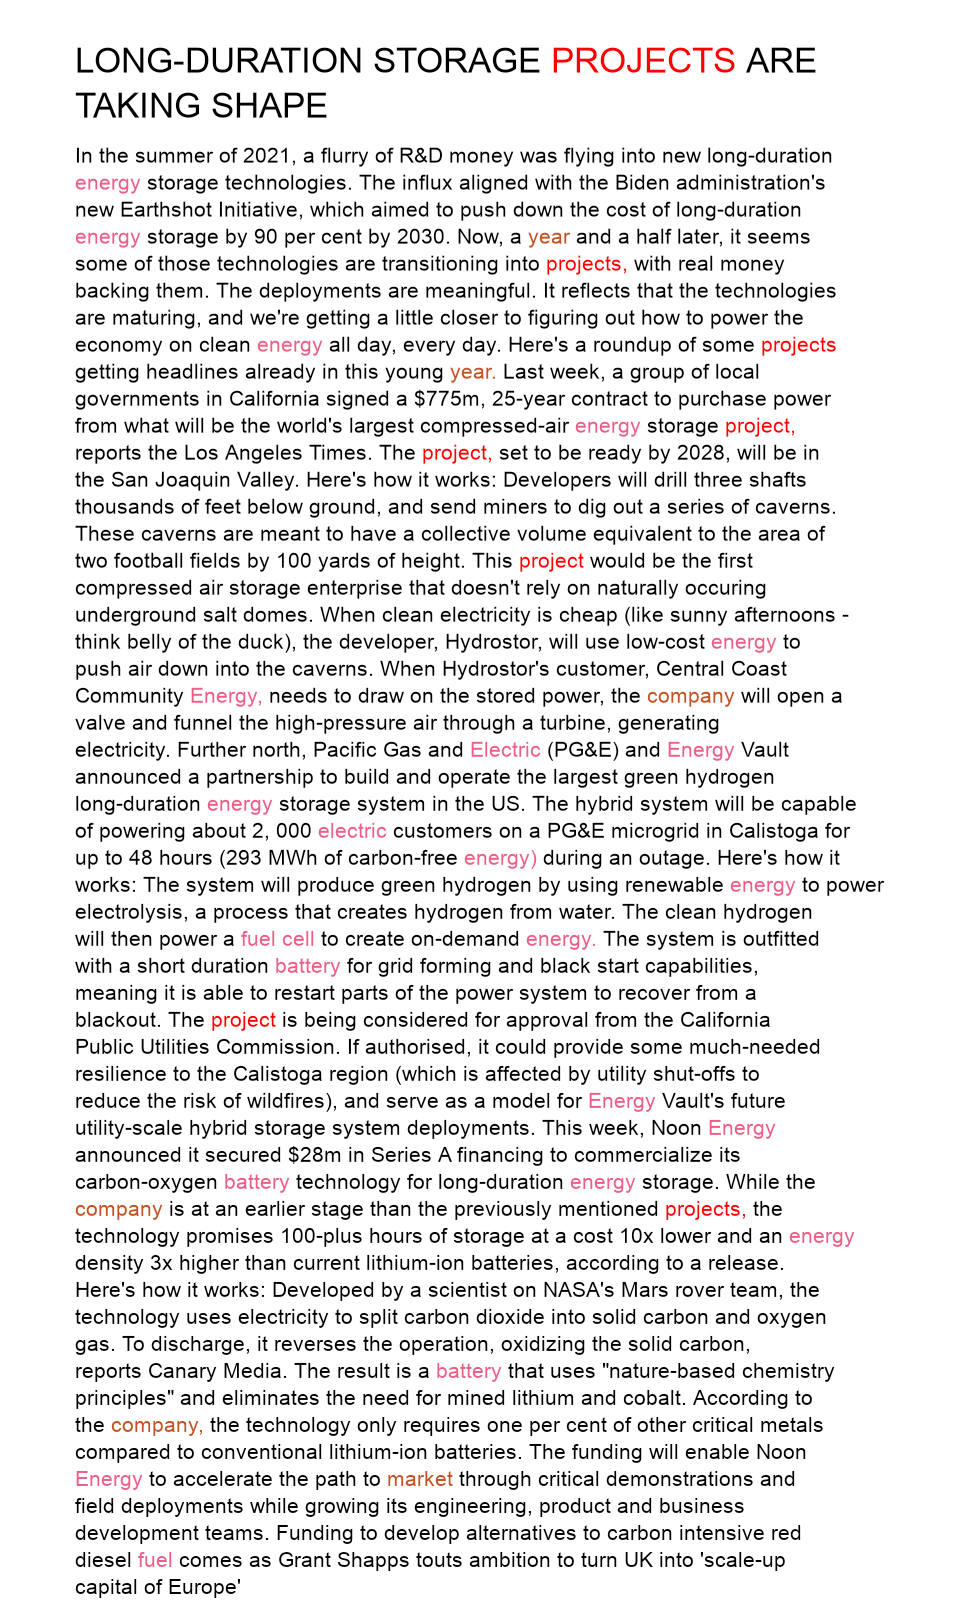 LONG-DURATION STORAGE PROJECTS ARE
TAKING SHAPE
In the summer of 2021, a flurry of R&D money was flying into new long-duration
energy storage technologies. The influx aligned with the Biden administration's
new Earthshot Initiative, which aimed to push down the cost of long-duration
energy storage by 90 per cent by 2030. Now, a year and a half later, it seems
some of those technologies are transitioning into projects, with real money
backing them. The deployments are meaningful. It reflects that the technologies
are maturing, and we're getting a little closer to figuring out how to power the
economy on clean energy all day, every day. Here's a roundup of some projects
getting headlines already in this young year. Last week, a group of local
governments in California signed a $775m, 25-year contract to purchase power
from what will be the world's largest compressed-air energy storage project,
reports the Los Angeles Times. The project, set to be ready by 2028, will be in
the San Joaquin Valley. Here's how it works: Developers will drill three shafts
thousands of feet below ground, and send miners to dig out a series of caverns.
These caverns are meant to have a collective volume equivalent to the area of
two football fields by 100 yards of height. This project would be the first
compressed air storage enterprise that doesn't rely on naturally occuring
underground salt domes. When clean electricity is cheap (like sunny afternoons -
think belly of the duck), the developer, Hydrostor, will use low-cost energy to
push air down into the caverns. When Hydrostor's customer, Central Coast
Community Energy, needs to draw on the stored power, the company will open a
valve and funnel the high-pressure air through a turbine, generating
electricity. Further north, Pacific Gas and Electric (PG&E) and Energy Vault
announced a partnership to build and operate the largest green hydrogen
long-duration energy storage system in the US. The hybrid system will be capable
of powering about 2, 000 electric customers on a PG&E microgrid in Calistoga for
up to 48 hours (293 MWh of carbon-free energy) during an outage. Here's how it
works: The system will produce green hydrogen by using renewable energy to power
electrolysis, a process that creates hydrogen from water. The clean hydrogen
will then power a fuel cell to create on-demand energy. The system is outfitted
with a short duration battery for grid forming and black start capabilities,
meaning it is able to restart parts of the power system to recover from a
blackout. The project is being considered for approval from the California
Public Utilities Commission. If authorised, it could provide some much-needed
resilience to the Calistoga region (which is affected by utility shut-offs to
reduce the risk of wildfires), and serve as a model for Energy Vault's future
utility-scale hybrid storage system deployments. This week, Noon Energy
announced it secured $28m in Series A financing to commercialize its
carbon-oxygen battery technology for long-duration energy storage. While the
company is at an earlier stage than the previously mentioned projects, the
technology promises 100-plus hours of storage at a cost 10x lower and an energy
density 3x higher than current lithium-ion batteries, according to a release.
Here's how it works: Developed by a scientist on NASA's Mars rover team, the
technology uses electricity to split carbon dioxide into solid carbon and oxygen
gas. To discharge, it reverses the operation, oxidizing the solid carbon,
reports Canary Media. The result is a battery that uses "nature-based chemistry
principles" and eliminates the need for mined lithium and cobalt. According to
the company, the technology only requires one per cent of other critical metals
compared to conventional lithium-ion batteries. The funding will enable Noon
Energy to accelerate the path to market through critical demonstrations and
field deployments while growing its engineering, product and business
development teams. Funding to develop alternatives to carbon intensive red
diesel fuel comes as Grant Shapps touts ambition to turn UK into 'scale-up
capital of Europe'